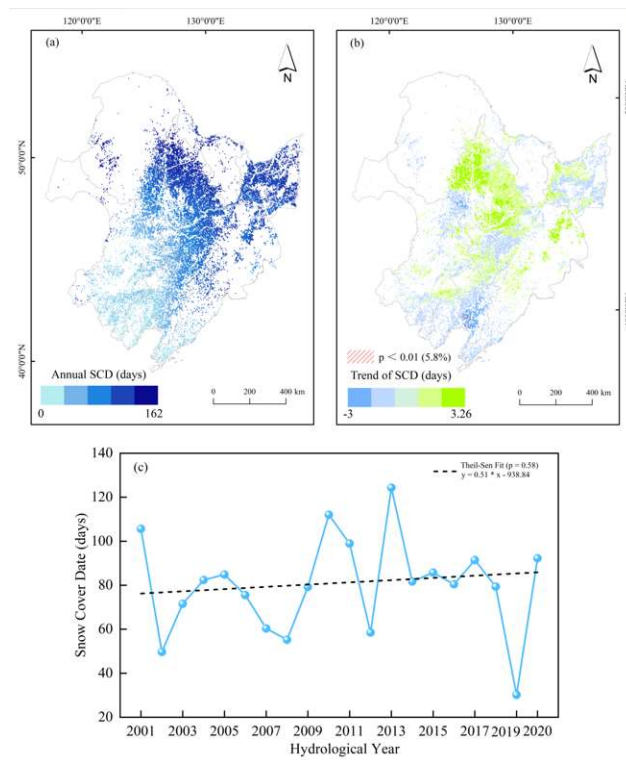 120°0'0"E 130°0'0"E
(a)
N
50°0'0"N
40°0'0"N
Annual SCD (days)
0 162
0 200 400 km
120°0'0"E 130°0'0"E
(b)
N
p < 0.01 (5.8%)
Trend of SCD (days)
-3 3.26
0 200 400 km
(c)
Theil-Sen Fit (p = 0.58)
y = 0.51 * x - 938.84
Snow Cover Date (days)
140
120
100
80
60
40
20
2001 2003 2005 2007 2009 2011 2013 2015 2017 2019 2020
Hydrological Year